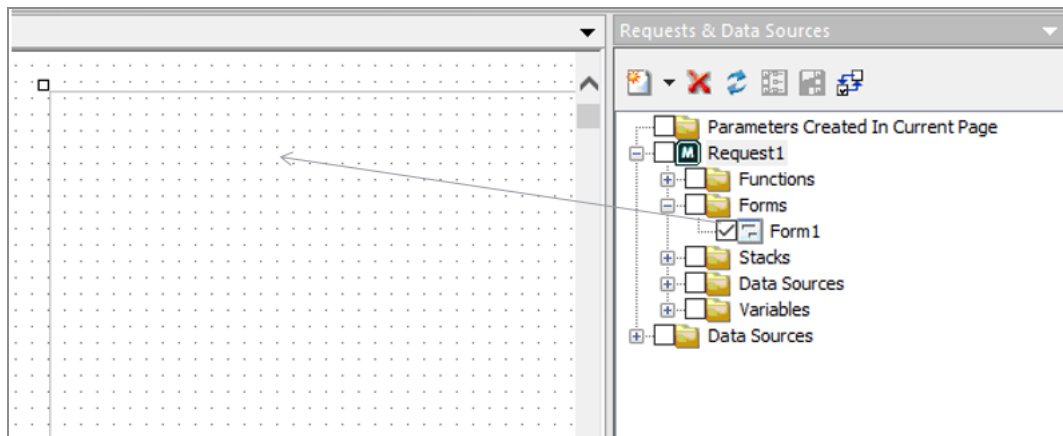 Requests & Data Sources
Parameters Created In Current Page
M Request1
Functions
Forms
Form1
Stacks
Data Sources
Variables
Data Sources